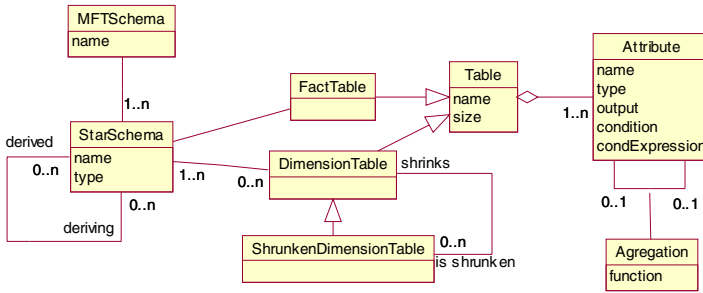 MFTSchema
name
1..n
StarSchema
name
type
derived
0..n
0..n
deriving
1..n
0..n
FactTable
DimensionTable
shrinks
0..n
is shrunken
ShrunkenDimensionTable
Table
name
size
1..n
Attribute
name
type
output
condition
condExpression
0..1
0..1
Agregation
function